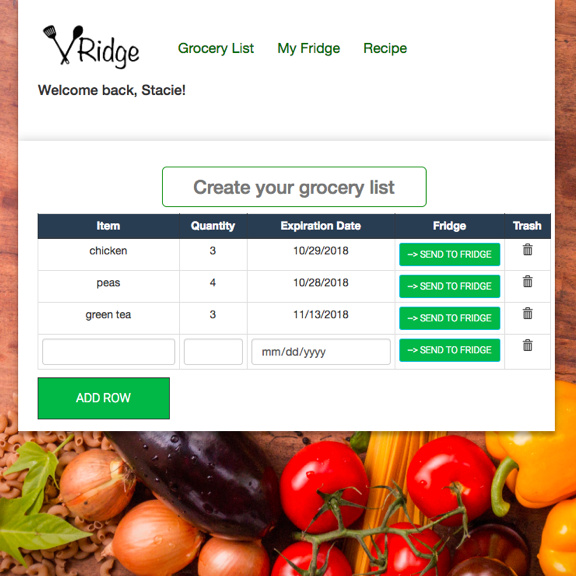 VRidge
Grocery List My Fridge Recipe
Welcome back, Stacie!
Create your grocery list
Item Quantity Expiration Date Fridge Trash
chicken 3 10/29/2018 --> SEND TO FRIDGE
peas 4 10/28/2018 --> SEND TO FRIDGE
green tea 3 11/13/2018 --> SEND TO FRIDGE
mm/dd/yyyy --> SEND TO FRIDGE
ADD ROW